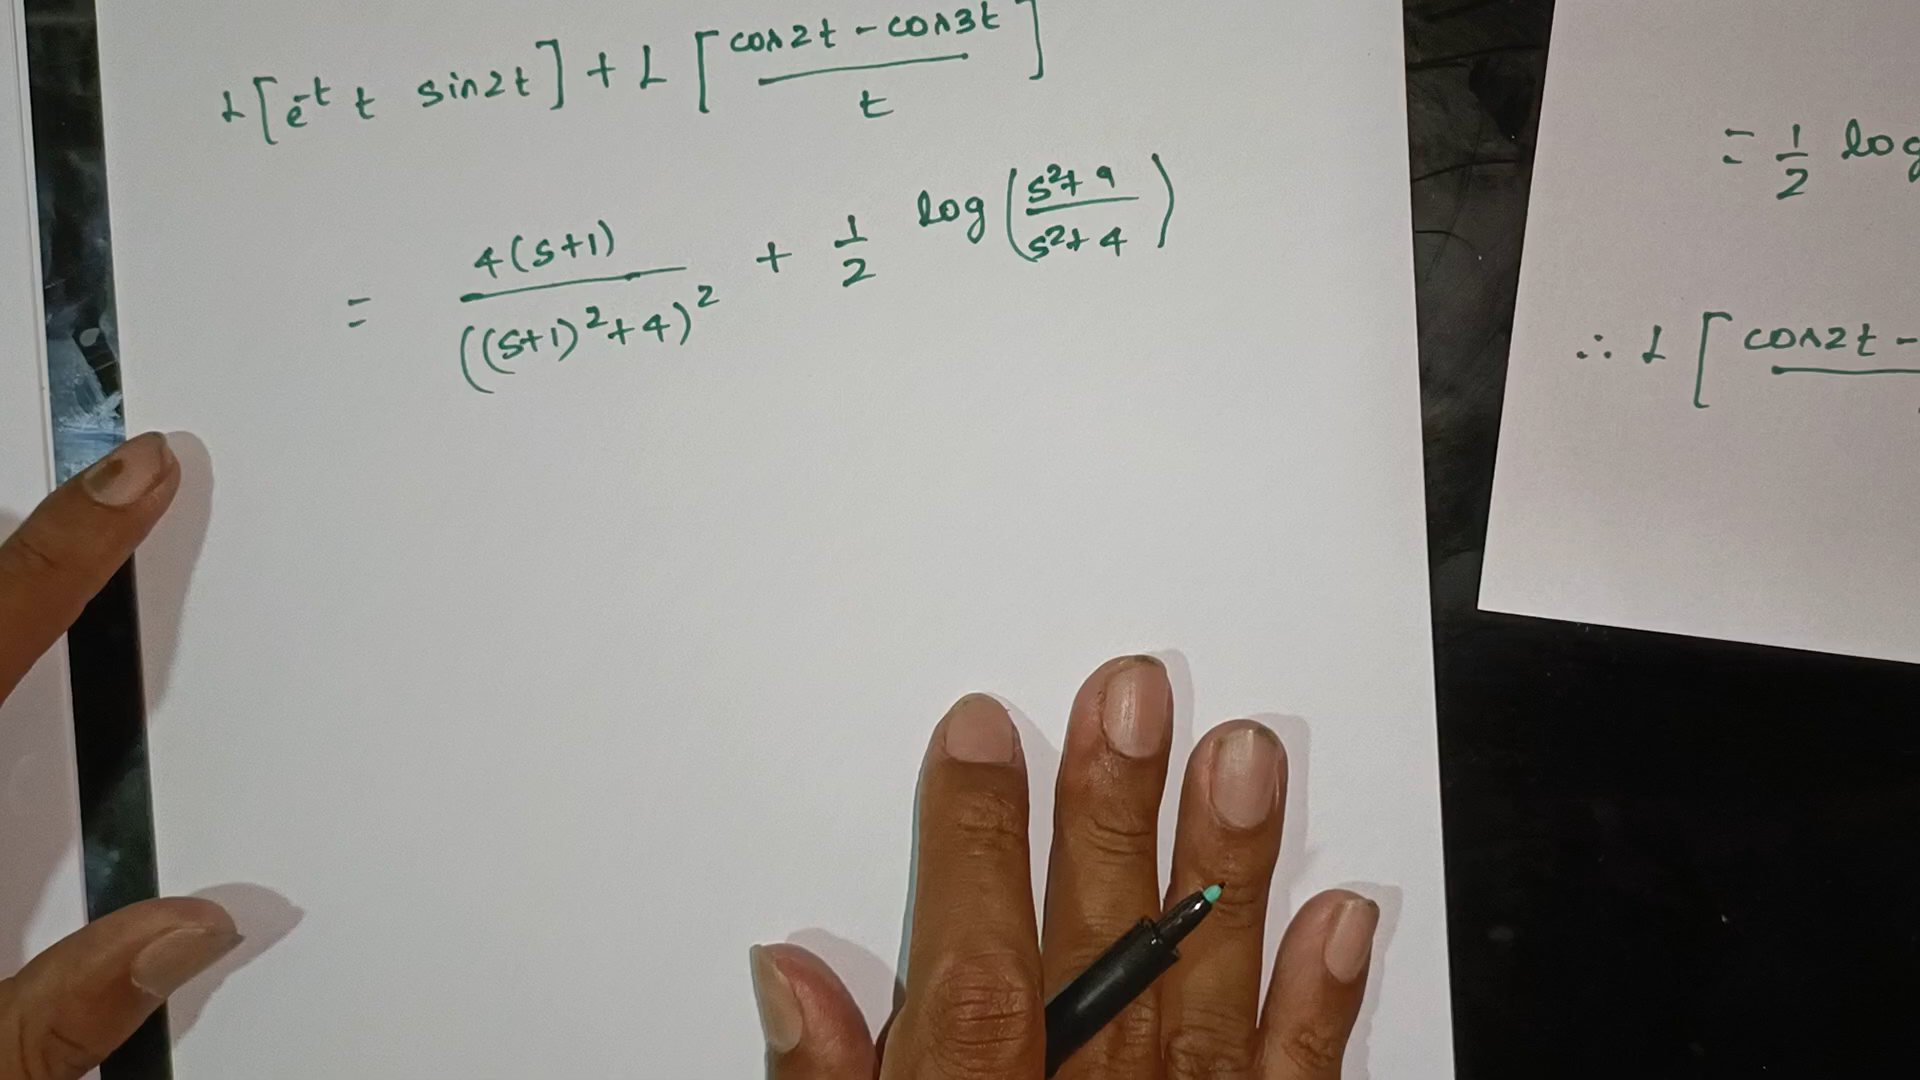 L[e^-t t sin2t] + L[(cos2t - cos3t)/t]
= 4(s+1)/((s+1)^2+4)^2 + 1/2 log((s^2+9)/(s^2+4))
= 1/2 log
∴ L[cos2t -